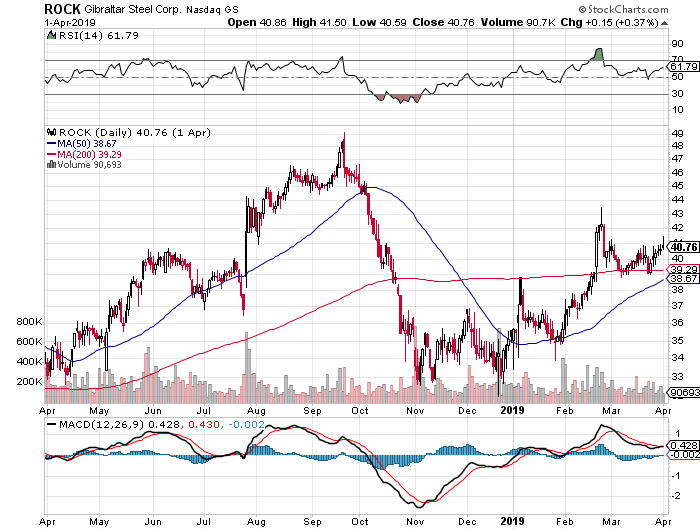 ROCK Gibraltar Steel Corp. Nasdaq GS
© StockCharts.com
1-Apr-2019
Open 40.86 High 41.50 Low 40.59 Close 40.76 Volume 90.7K Chg +0.15 (+0.37%)
RSI(14) 61.79
90
70
61.79
50
30
10
ROCK (Daily) 40.76 (1 Apr)
MA(50) 38.67
MA(200) 39.29
Volume 90,693
49
48
47
46
45
44
43
42
41
40.76
40
39.29
38.67
38
37
36
35
34
33
32
90693
800K
600K
400K
200K
Apr May Jun Jul Aug Sep Oct Nov Dec 2019 Feb Mar Apr
MACD(12,26,9) 0.428, 0.430, -0.002
1
0.428
-0.002
-1
-2
Apr May Jun Jul Aug Sep Oct Nov Dec 2019 Feb Mar Apr